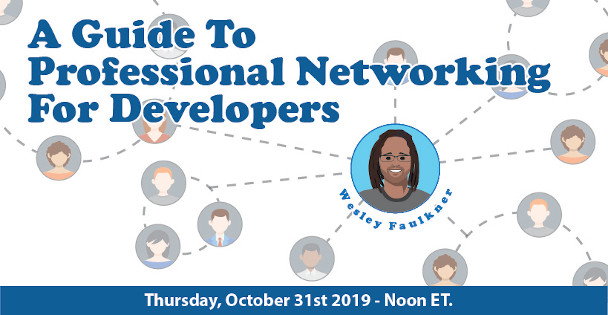 A Guide To
Professional Networking
For Developers
Wesley Faulkner
Thursday, October 31st 2019 - Noon ET.